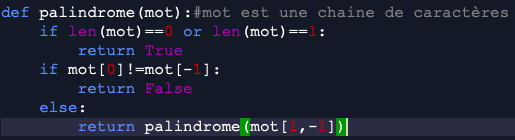 def palindrome(mot):#mot est une chaine de caractères
    if len(mot)==0 or len(mot)==1:
        return True
    if mot[0]!=mot[-1]:
        return False
    else:
        return palindrome(mot[1,-1])